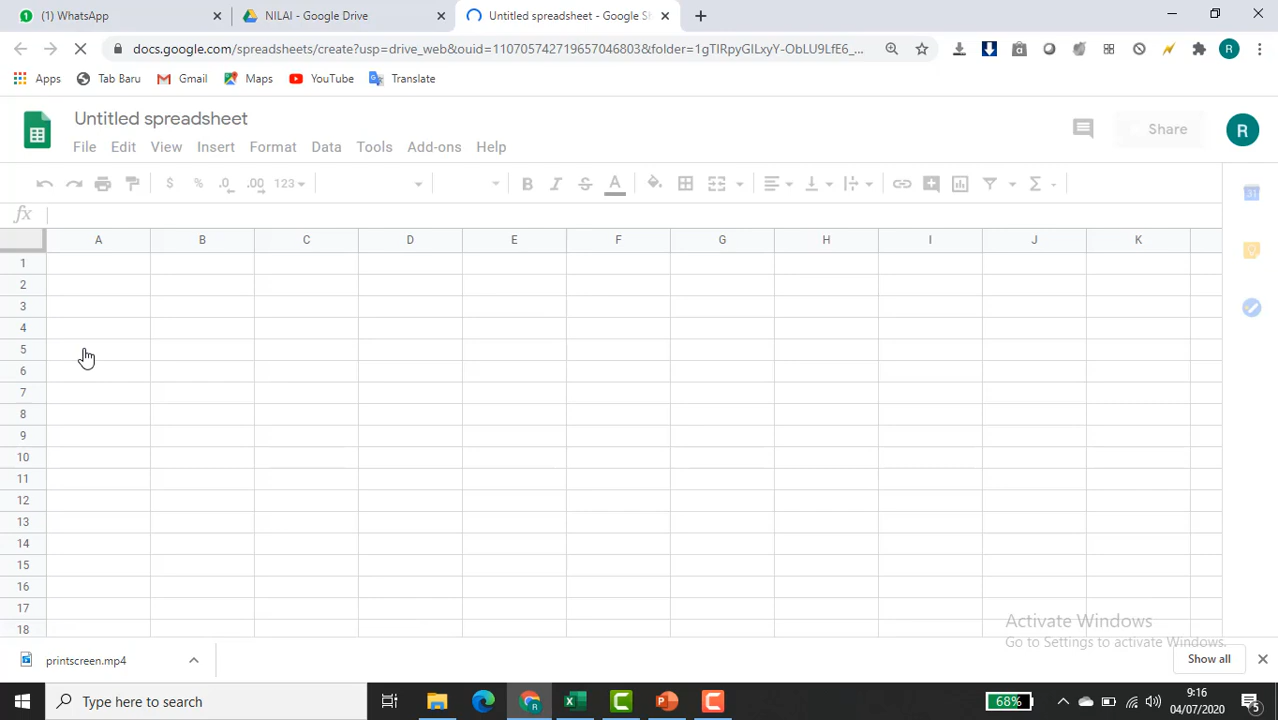 (1) WhatsApp
NILAI - Google Drive
Untitled spreadsheet - Google Sh
docs.google.com/spreadsheets/create?usp=drive_web&ouid=110705742719657046803&folder=1gTIRpyGILxyY-ObLU9LfE6_...
R
Apps
Tab Baru
Gmail
Maps
YouTube
Translate
Untitled spreadsheet
Share
R
File Edit View Insert Format Data Tools Add-ons Help
$ % .0 .00 123 B I S A Σ
31
fx
A B C D E F G H I J K
1
2
3
4
5
6
7
8
9
10
11
12
13
14
15
16
17
18
Activate Windows
Go to Settings to activate Windows.
printscreen.mp4
Show all
Type here to search
68%
9:16
04/07/2020
5